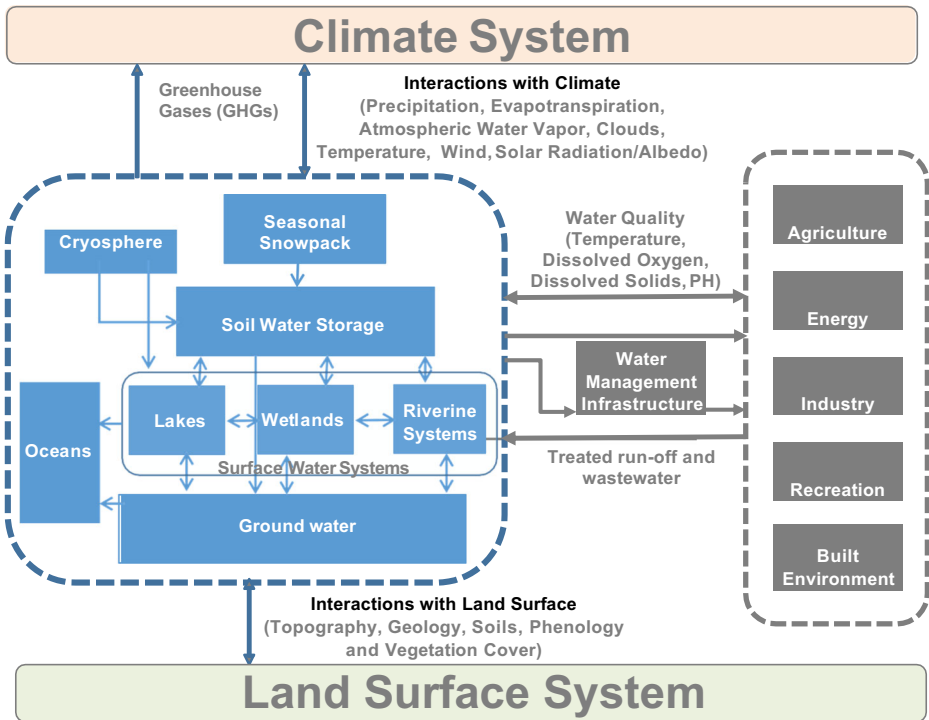 Climate System
Greenhouse
Gases (GHGs)
Interactions with Climate
(Precipitation, Evapotranspiration,
Atmospheric Water Vapor, Clouds,
Temperature, Wind, Solar Radiation/Albedo)
Cryosphere
Seasonal
Snowpack
Soil Water Storage
Lakes
Wetlands
Riverine
Systems
Surface Water Systems
Oceans
Ground water
Water Quality
(Temperature,
Dissolved Oxygen,
Dissolved Solids, PH)
Water
Management
Infrastructure
Treated run-off and
wastewater
Agriculture
Energy
Industry
Recreation
Built
Environment
Interactions with Land Surface
(Topography, Geology, Soils, Phenology
and Vegetation Cover)
Land Surface System